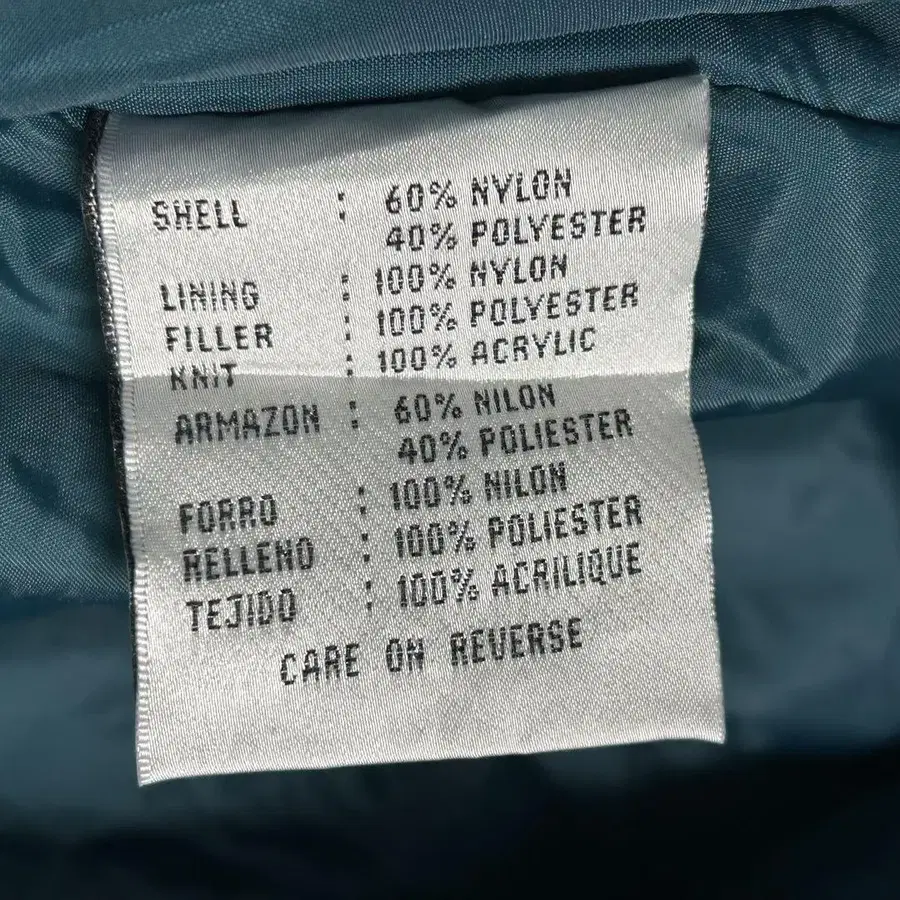 SHELL : 60% NYLON
40% POLYESTER
LINING : 100% NYLON
FILLER : 100% POLYESTER
KNIT : 100% ACRYLIC
ARMAZON : 60% NILON
40% POLIESTER
FORRO : 100% NILON
RELLENO : 100% POLIESTER
TEJIDO : 100% ACRILIQUE
CARE ON REVERSE